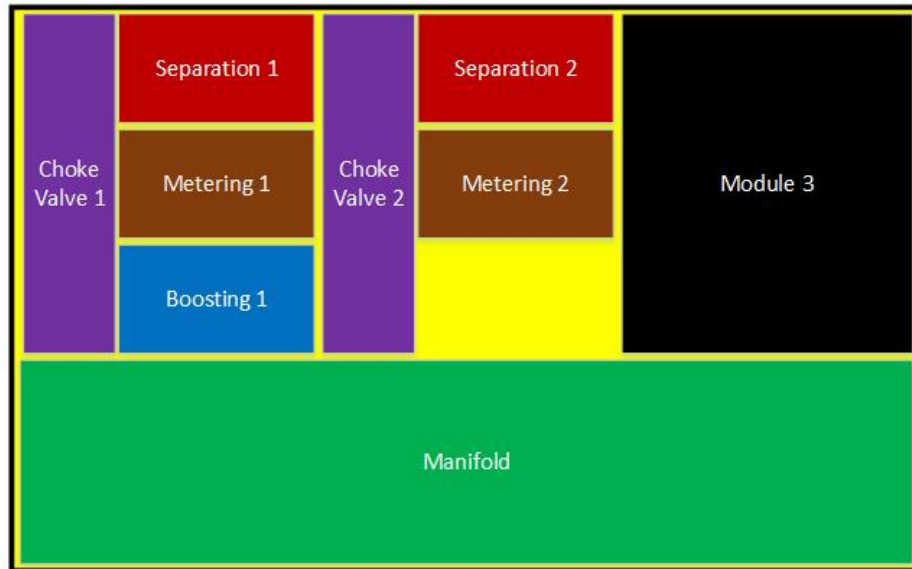 Separation 1
Separation 2
Choke
Valve 1
Metering 1
Choke
Valve 2
Metering 2
Module 3
Boosting 1
Manifold